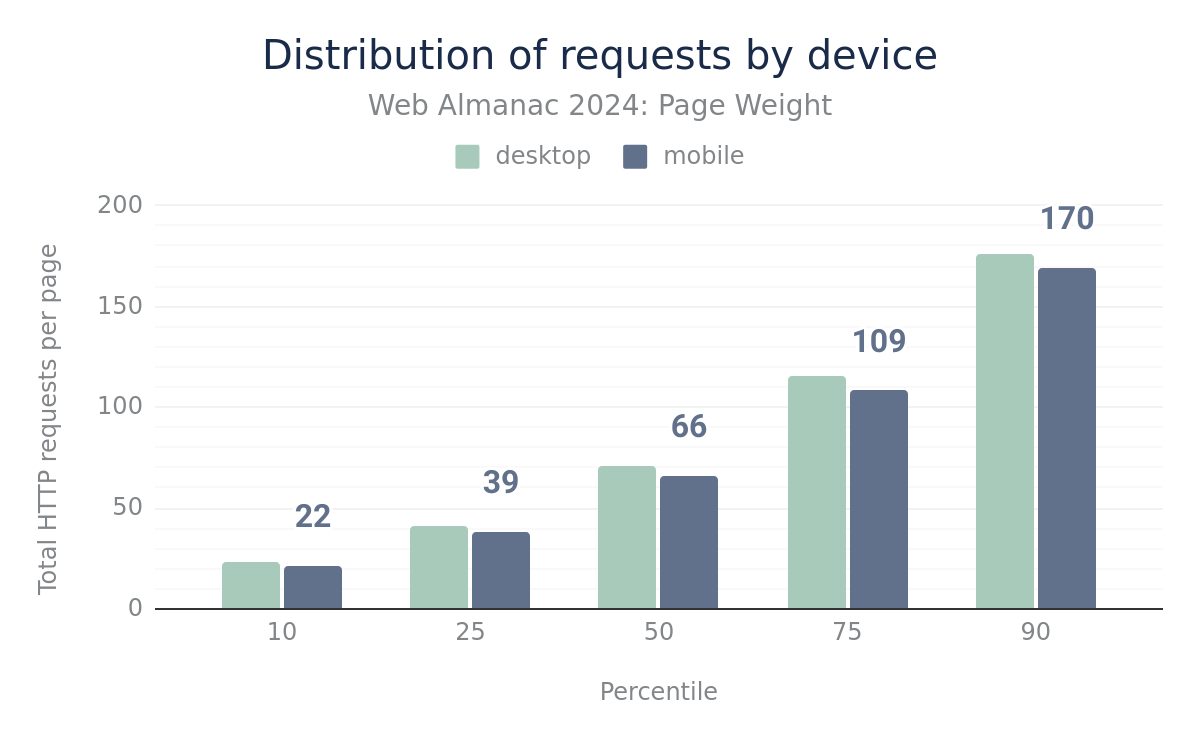 Distribution of requests by device
Web Almanac 2024: Page Weight
desktop mobile
Total HTTP requests per page
200
150
100
50
0
22
39
66
109
170
10 25 50 75 90
Percentile